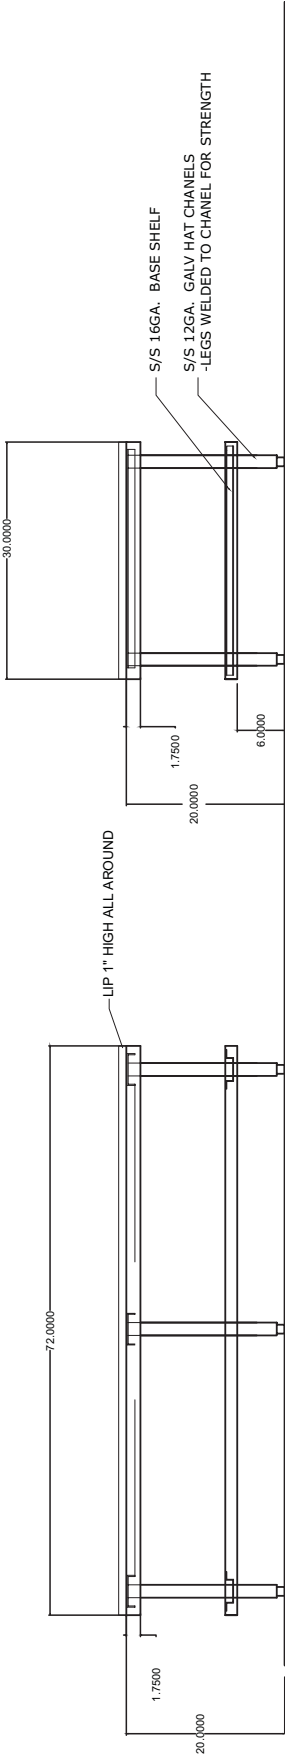 72.0000
LIP 1" HIGH ALL AROUND
1.7500
20.0000
30.0000
1.7500
20.0000
6.0000
S/S 16GA. BASE SHELF
S/S 12GA. GALV HAT CHANELS
-LEGS WELDED TO CHANEL FOR STRENGTH